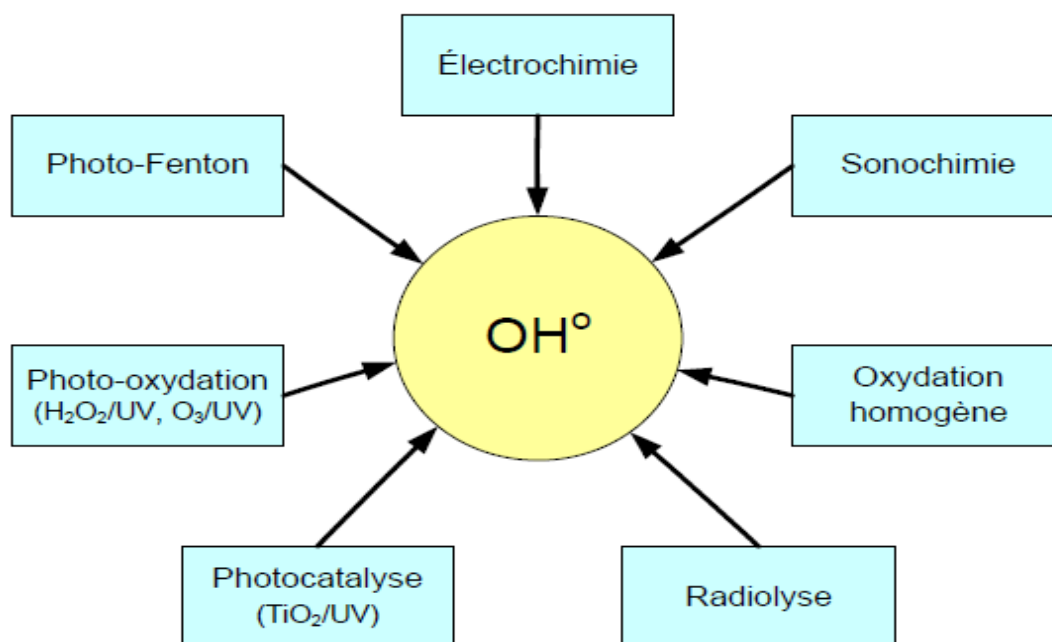 Électrochimie
Photo-Fenton
Sonochimie
OH°
Photo-oxydation
(H₂O₂/UV, O₃/UV)
Oxydation
homogène
Photocatalyse
(TiO₂/UV)
Radiolyse